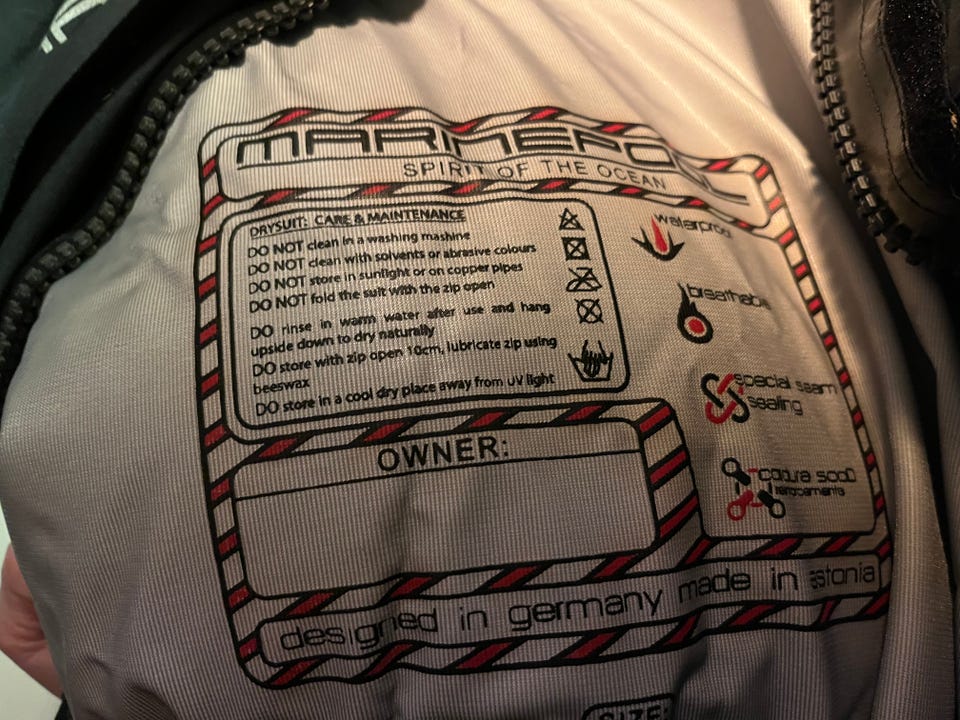 MARINEPOOL
SPIRIT OF THE OCEAN
DRYSUIT: CARE & MAINTENANCE
DO NOT clean in a washing mashine
DO NOT clean with solvents or abrasive colours
DO NOT store in sunflight or on copper pipes
DO NOT fold the suit with the zip open
DO rinse in warm water after use and hang
upside down to dry naturally
DO store with zip open 10cm, lubricate zip using
beeswax
DO store in a cool dry place away from UV light
waterproof
breathable
special seam
sealing
cordura 500D
reinforcements
OWNER:
designed in germany made in estonia
SIZE: